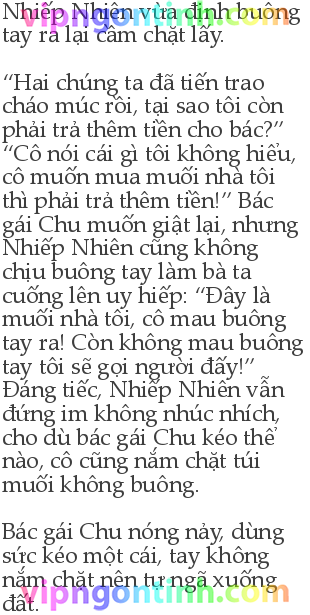 vipngontinh.com
Nhiếp Nhiên vừa định buông
tay ra lại cầm chặt lấy.
“Hai chúng ta đã tiến trao
cháo múc rồi, tại sao tôi còn
phải trả thêm tiền cho bác?”
“Cô nói cái gì tôi không hiểu,
cô muốn mua muối nhà tôi
thì phải trả thêm tiền!” Bác
gái Chu muốn giật lại, nhưng
Nhiếp Nhiên cũng không
chịu buông tay làm bà ta
cuống lên uy hiếp: “Đây là
muối nhà tôi, cô mau buông
tay ra! Còn không mau buông
tay tôi sẽ gọi người đấy!”
Đáng tiếc, Nhiếp Nhiên vẫn
đứng im không nhúc nhích,
cho dù bác gái Chu kéo thế
nào, cô cũng nắm chặt túi
muối không buông.
Bác gái Chu nóng nảy, dùng
sức kéo một cái, tay không
nắm chặt nên tự ngã xuống
đất.
vipngontinh.com